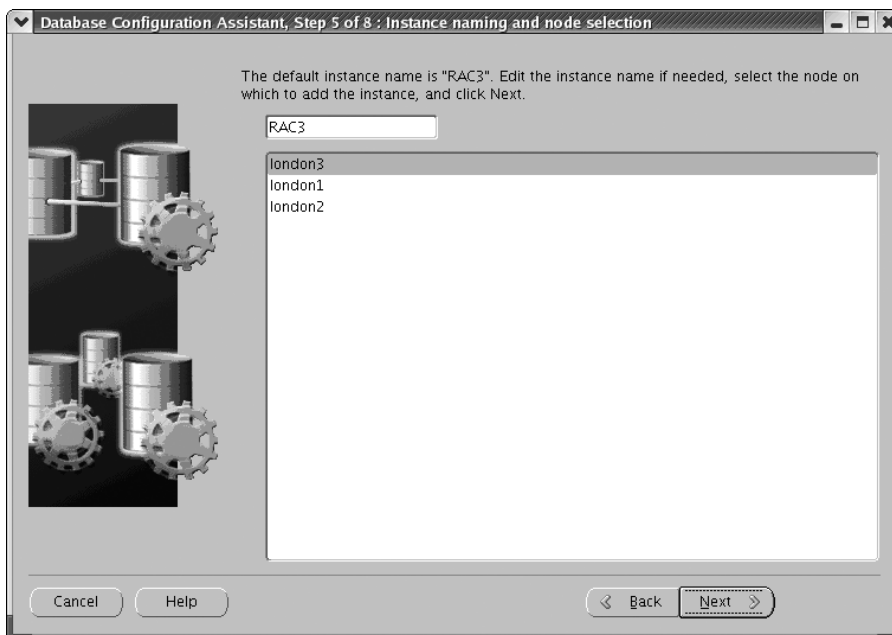 Database Configuration Assistant, Step 5 of 8 : Instance naming and node selection
The default instance name is "RAC3". Edit the instance name if needed, select the node on
which to add the instance, and click Next.
RAC3
london3
london1
london2
Cancel
Help
Back
Next